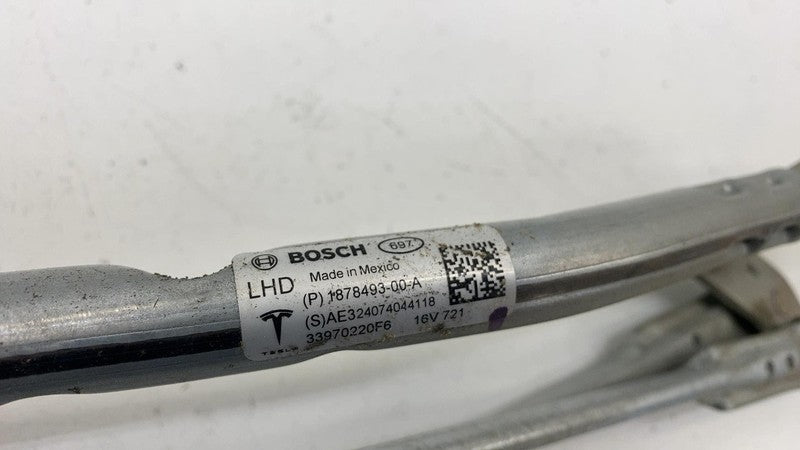 BOSCH 697
Made in Mexico
LHD
(P) 1878493-00-A
(S)AE324074044118
33970220F6 16V 721
TESLA